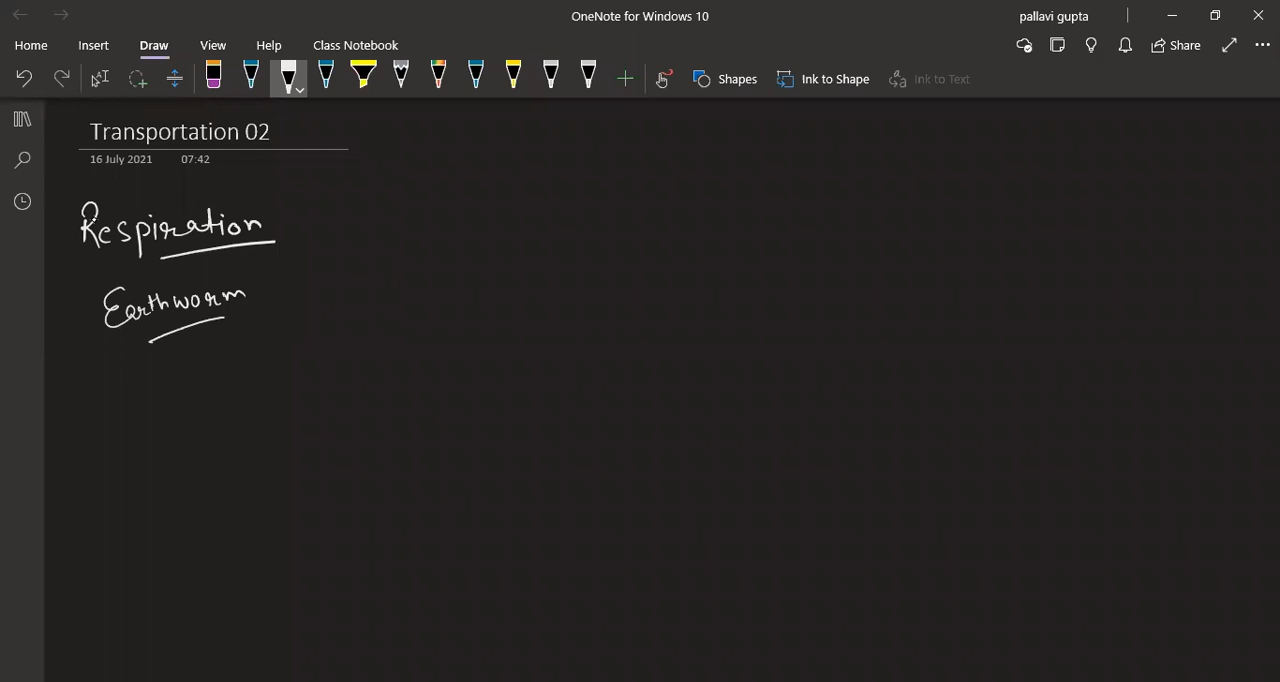 OneNote for Windows 10
pallavi gupta
Home Insert Draw View Help Class Notebook
Share
Shapes
Ink to Shape
Ink to Text
Transportation 02
16 July 2021 07:42
Respiration
Earthworm